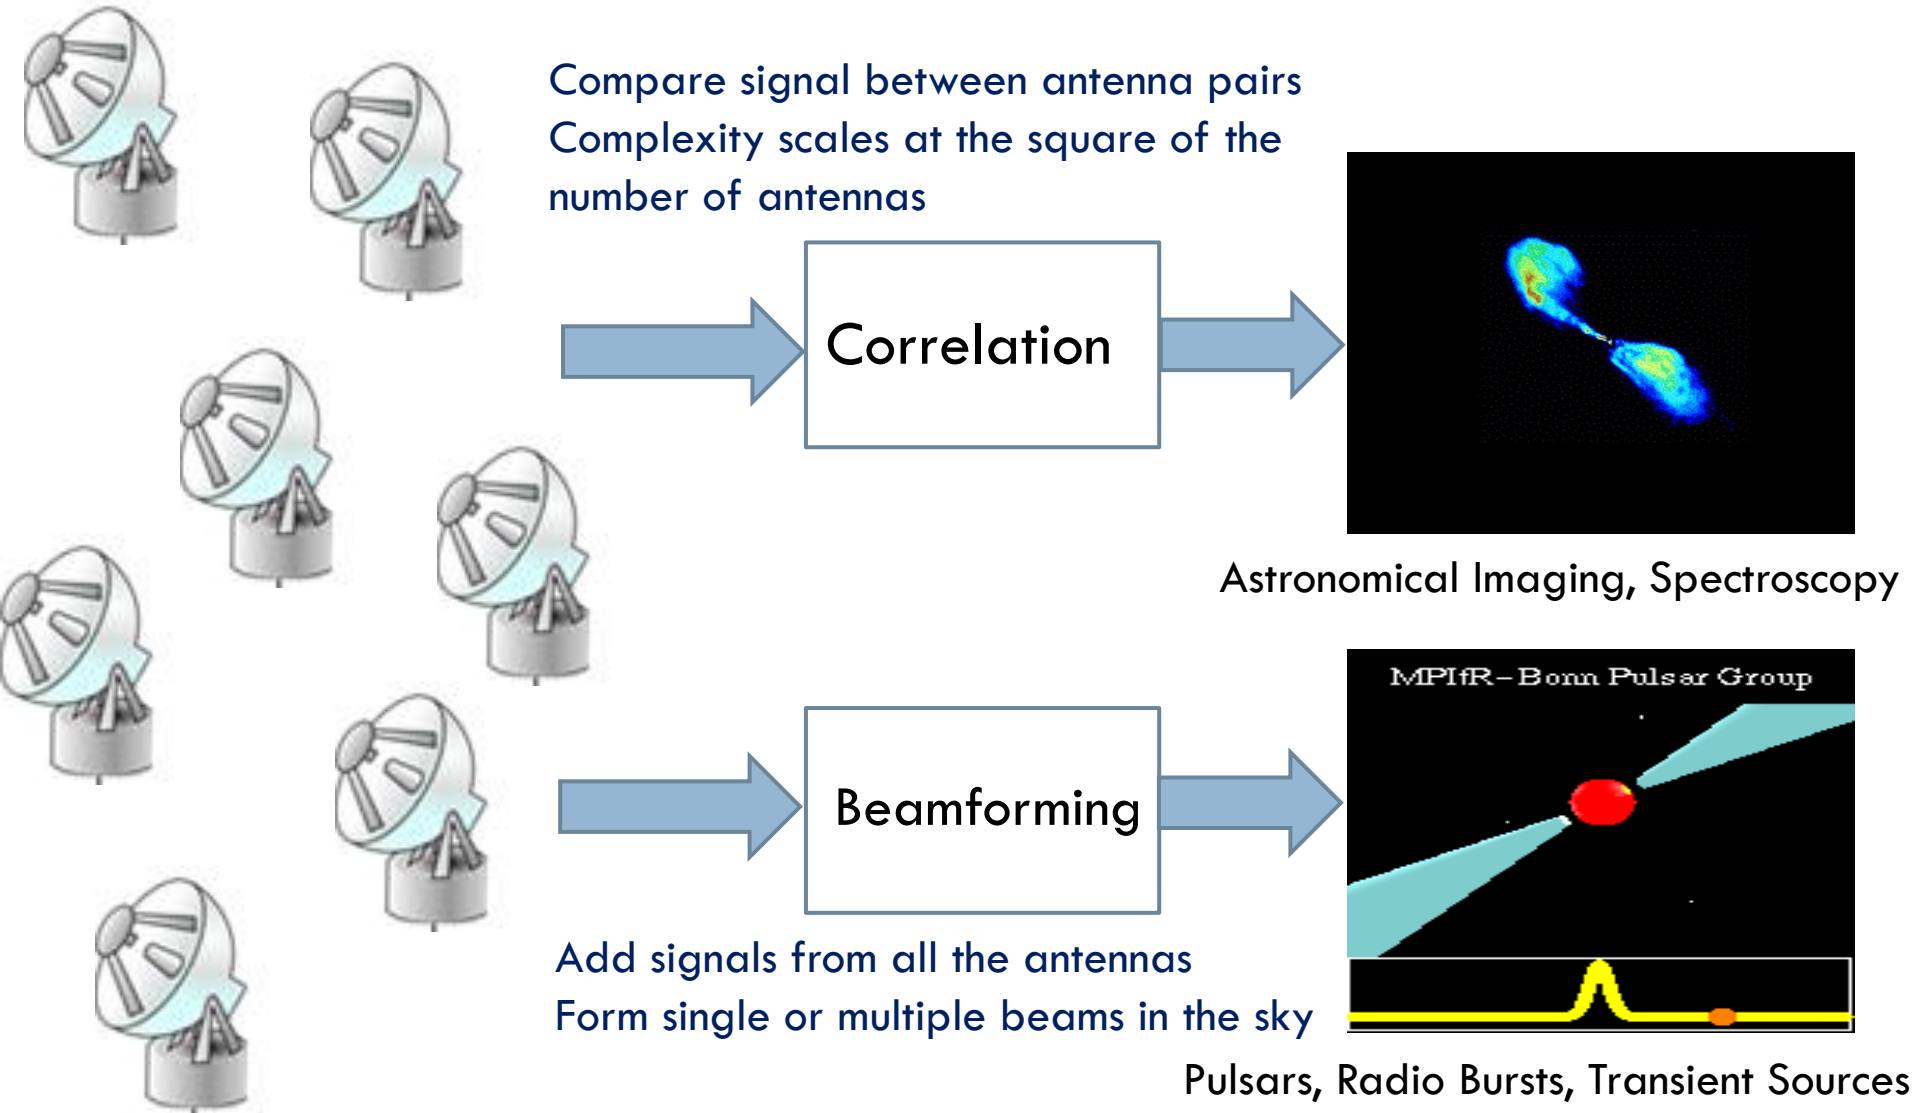 Compare signal between antenna pairs
Complexity scales at the square of the
number of antennas
Correlation
Astronomical Imaging, Spectroscopy
MPIfR-Bonn Pulsar Group
Beamforming
Add signals from all the antennas
Form single or multiple beams in the sky
Pulsars, Radio Bursts, Transient Sources